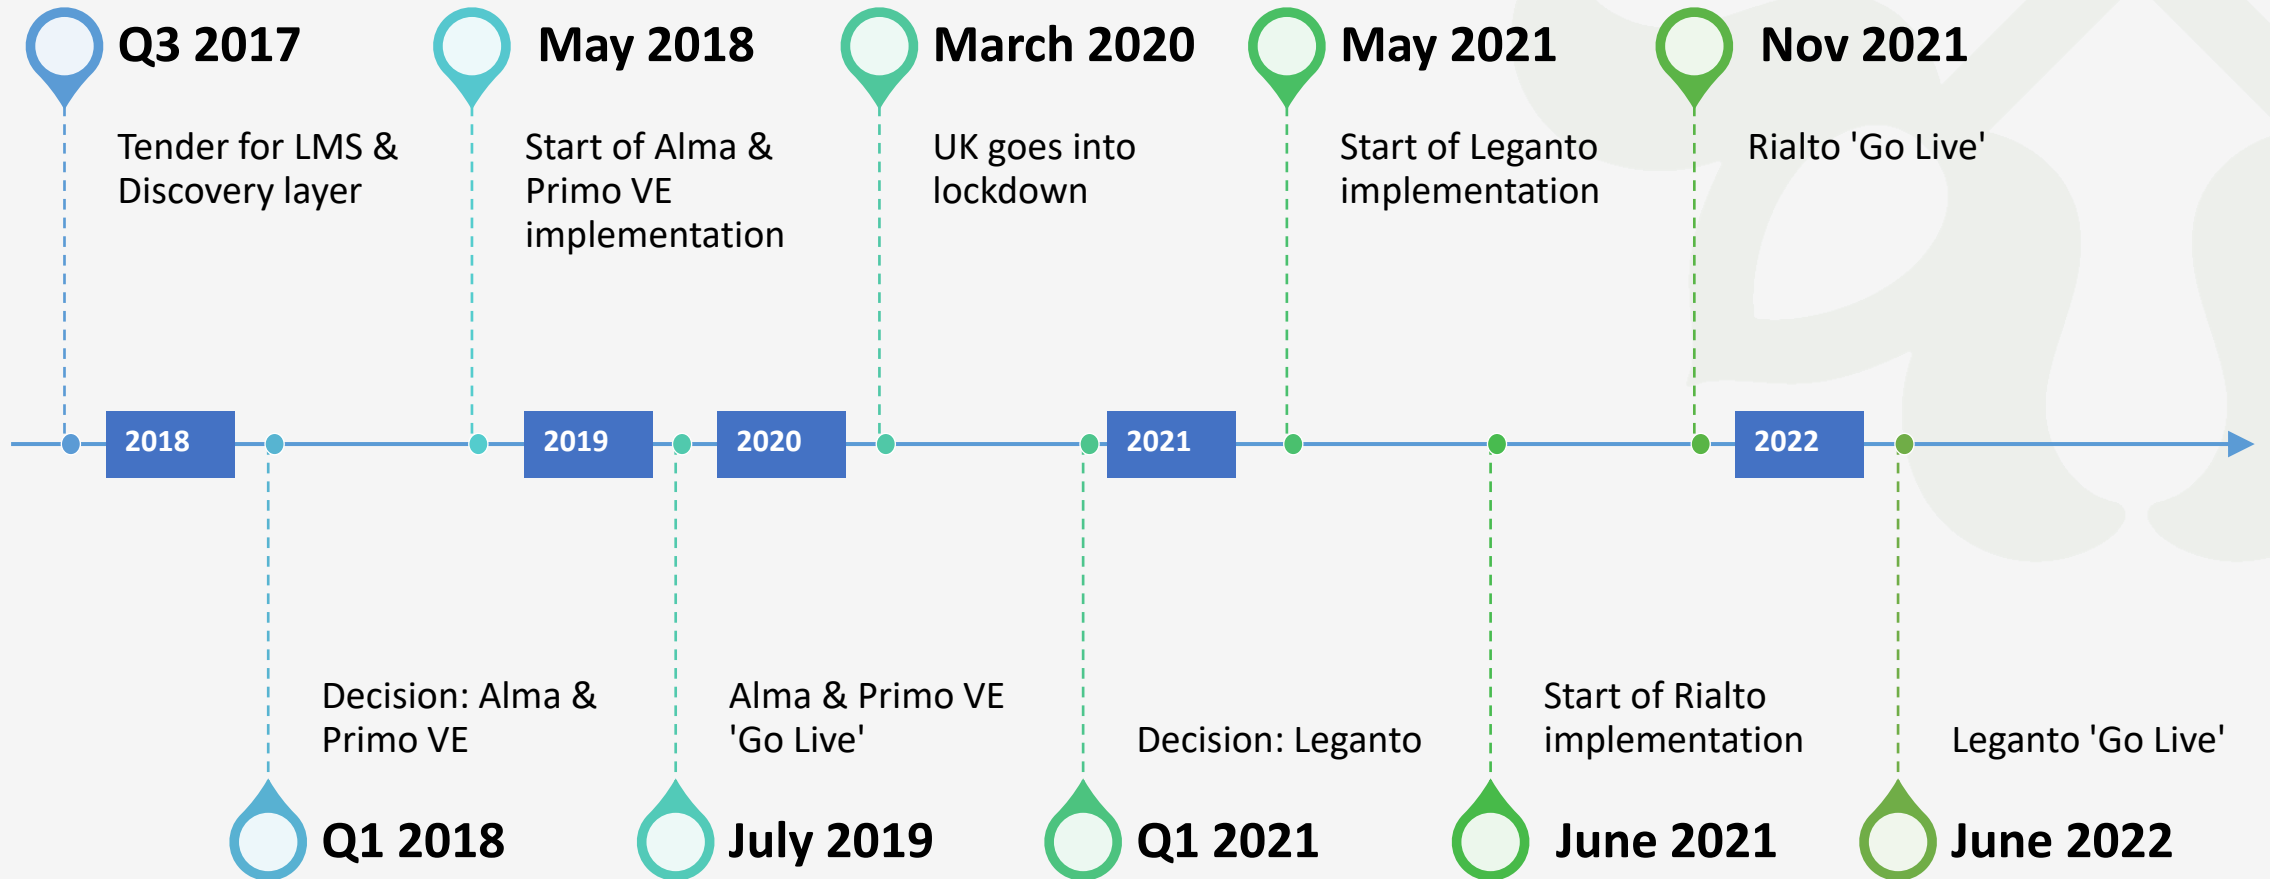 Q3 2017
Tender for LMS &
Discovery layer
May 2018
Start of Alma &
Primo VE
implementation
March 2020
UK goes into
lockdown
May 2021
Start of Leganto
implementation
Nov 2021
Rialto 'Go Live'
2018
2019
2020
2021
2022
Decision: Alma &
Primo VE
Q1 2018
Alma & Primo VE
'Go Live'
July 2019
Decision: Leganto
Q1 2021
Start of Rialto
implementation
June 2021
Leganto 'Go Live'
June 2022